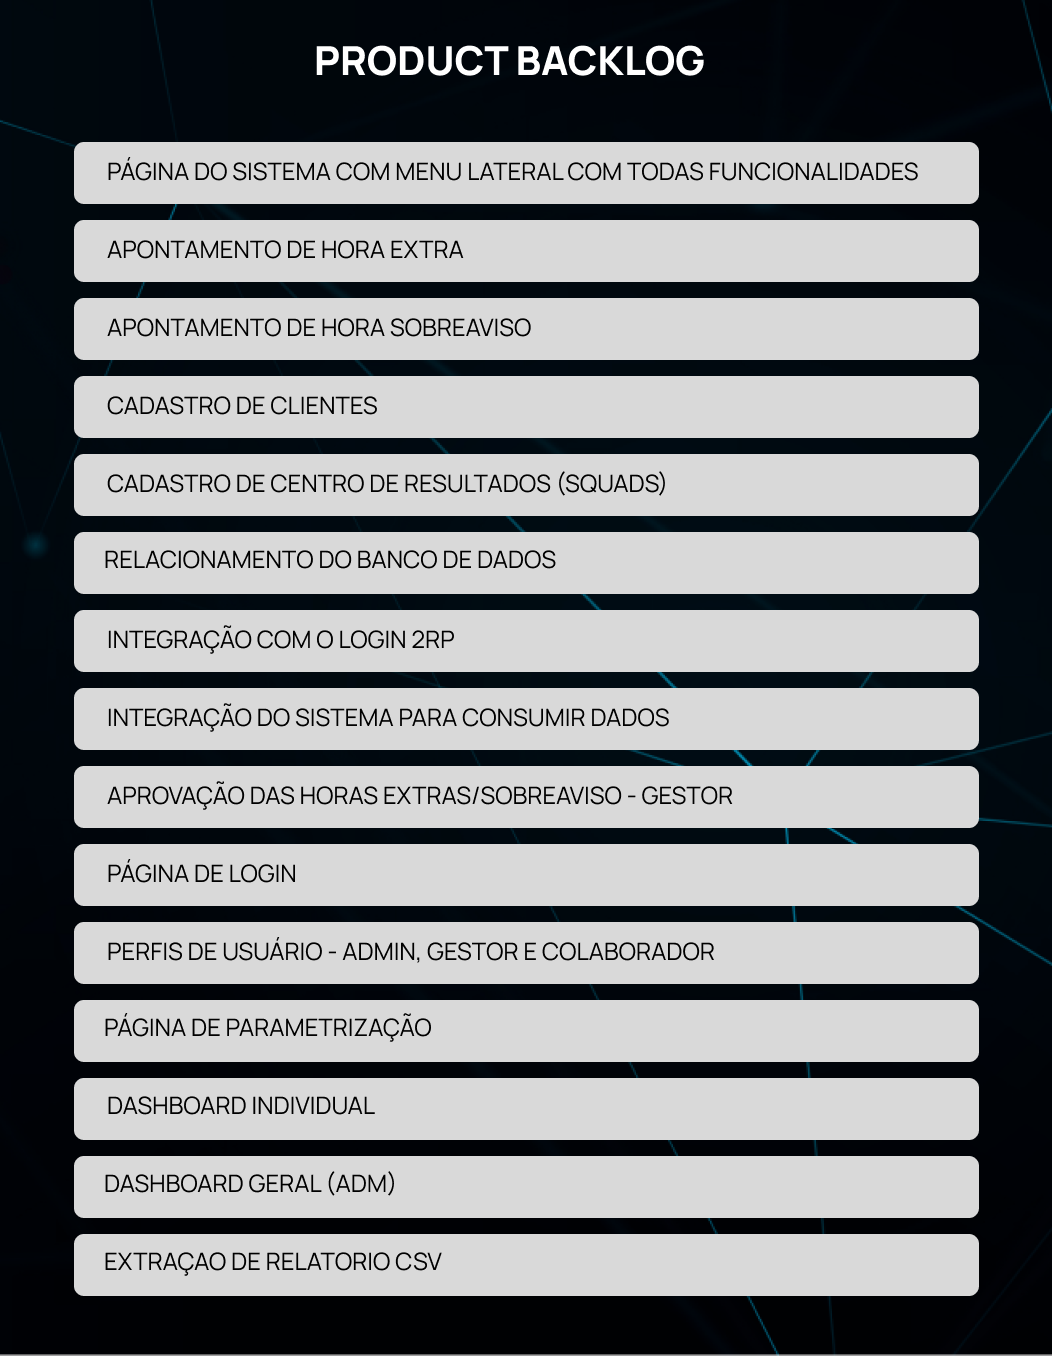 PRODUCT BACKLOG
PÁGINA DO SISTEMA COM MENU LATERAL COM TODAS FUNCIONALIDADES
APONTAMENTO DE HORA EXTRA
APONTAMENTO DE HORA SOBREAVISO
CADASTRO DE CLIENTES
CADASTRO DE CENTRO DE RESULTADOS (SQUADS)
RELACIONAMENTO DO BANCO DE DADOS
INTEGRAÇÃO COM O LOGIN 2RP
INTEGRAÇÃO DO SISTEMA PARA CONSUMIR DADOS
APROVAÇÃO DAS HORAS EXTRAS/SOBREAVISO - GESTOR
PÁGINA DE LOGIN
PERFIS DE USUÁRIO - ADMIN, GESTOR E COLABORADOR
PÁGINA DE PARAMETRIZAÇÃO
DASHBOARD INDIVIDUAL
DASHBOARD GERAL (ADM)
EXTRAÇAO DE RELATORIO CSV